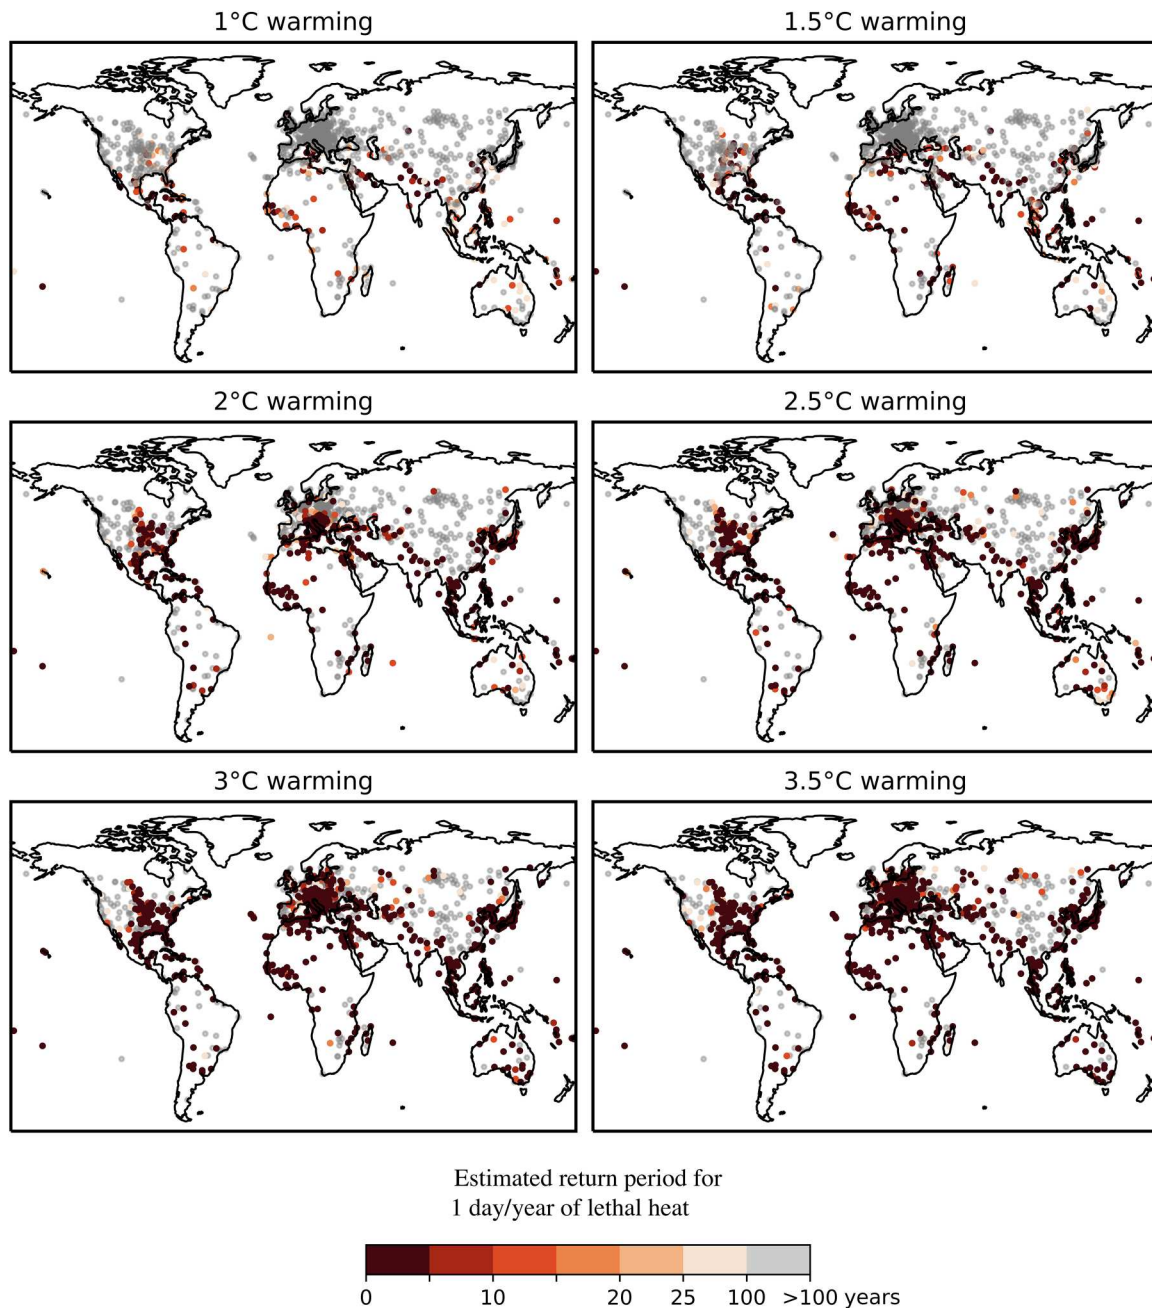 1°C warming
1.5°C warming
2°C warming
2.5°C warming
3°C warming
3.5°C warming
Estimated return period for
1 day/year of lethal heat
0 10 20 25 100 >100 years